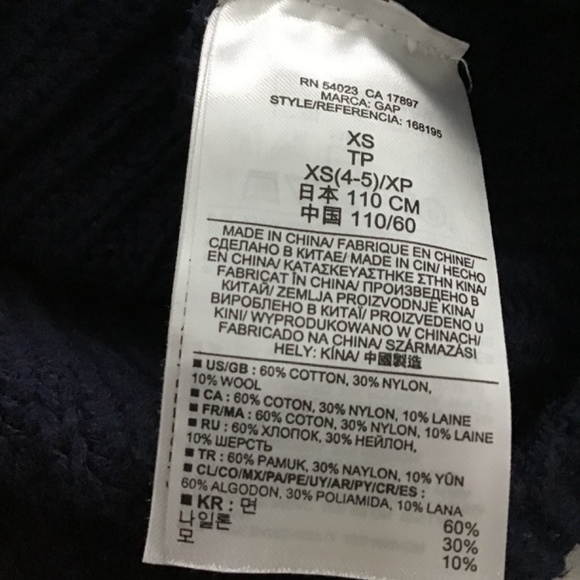 RN 54023 CA 17897
MARCA: GAP
STYLE/REFERENCIA: 168195
XS
TP
XS(4-5)/XP
日本 110 CM
中国 110/60
MADE IN CHINA/ FABRIQUE EN CHINE/
СДЕЛАНО В КИТАЕ/ MADE IN CIN/ HECHO
EN CHINA/ ΚΑΤΑΣΚΕΥΑΣΤΗΚΕ ΣΤΗΝ ΚΙΝΑ/
FABRICAT ÎN CHINA/ ПРОИЗВЕДЕНО В
КИТАЙ/ ZEMLJA PROIZVODNJE KINA/
ВИРОБЛЕНО В КИТАЇ/ PROIZVEDENO U
KINI/ WYPRODUKOWANO W CHINACH/
FABRICADO NA CHINA/ SZÁRMAZÁSI
HELY: KÍNA/ 中國製造
■ US/GB : 60% COTTON, 30% NYLON,
10% WOOL
■ CA : 60% COTON, 30% NYLON, 10% LAINE
■ FR/MA : 60% COTON, 30% NYLON, 10% LAINE
■ RU : 60% ХЛОПОК, 30% НЕЙЛОН,
10% ШЕРСТЬ
■ TR : 60% PAMUK, 30% NAYLON, 10% YÜN
■ CL/CO/MX/PA/PE/UY/AR/PY/CR/ES :
60% ALGODON, 30% POLIAMIDA, 10% LANA
■ KR : 면 60%
나일론 30%
모 10%